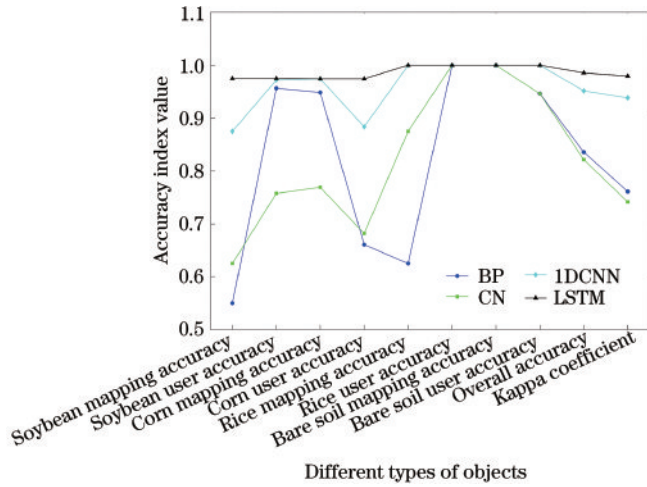 1.1
1.0
0.9
0.8
0.7
0.6
0.5
Accuracy index value
BP
1DCNN
CN
LSTM
Soybean mapping accuracy
Soybean user accuracy
Corn mapping accuracy
Corn user accuracy
Rice mapping accuracy
Rice user accuracy
Bare soil mapping accuracy
Bare soil user accuracy
Overall accuracy
Kappa coefficient
Different types of objects